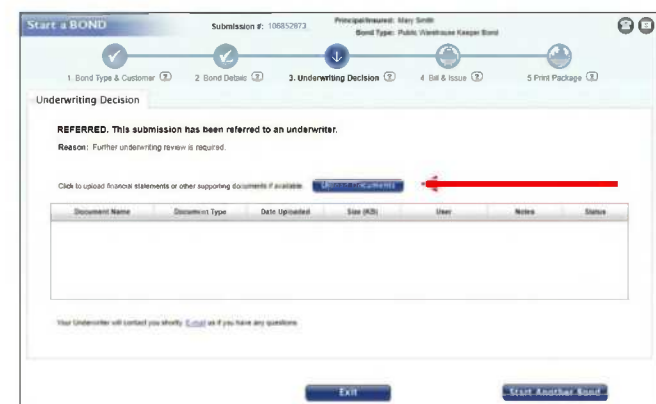 Start a BOND
Submission #: 106852973
Principal/Insured: Mary Smith
Bond Type: Public Warehouse Keeper Bond
1. Bond Type & Customer ?
2 Bond Details ?
3. Underwriting Decision ?
4 Bill & Issue ?
5 Print Package ?
Underwriting Decision
REFERRED. This submission has been referred to an underwriter.
Reason: Further underwriting review is required.
Click to upload financial statements or other supporting documents if available. Upload Documents
Document Name Document Type Date Uploaded Size (KB) User Notes Status
Your Underwriter will contact you shortly. E-mail us if you have any questions.
Exit
Start Another Bond